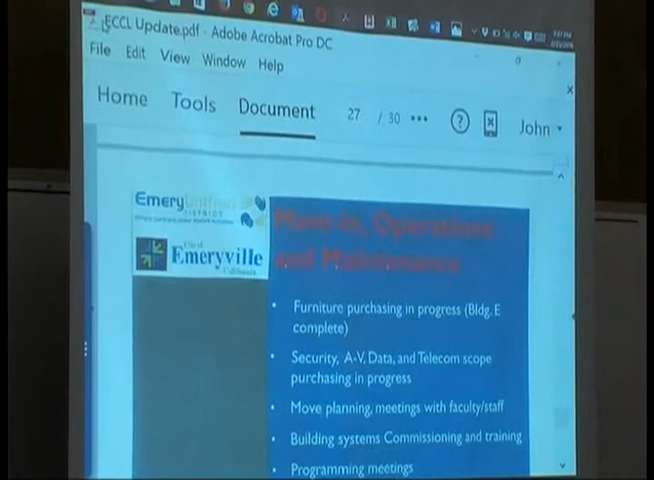 ECCL Update.pdf - Adobe Acrobat Pro DC
File Edit View Window Help
Home Tools Document 27 / 30 ••• ? John
Emery Unified
DISTRICT
City of
Emeryville
California
Move-in, Operations
and Maintenance
• Furniture purchasing in progress (Bldg. E
complete)
• Security, A-V, Data, and Telecom scope
purchasing in progress
• Move planning, meetings with faculty/staff
• Building systems Commissioning and training
• Programming meetings